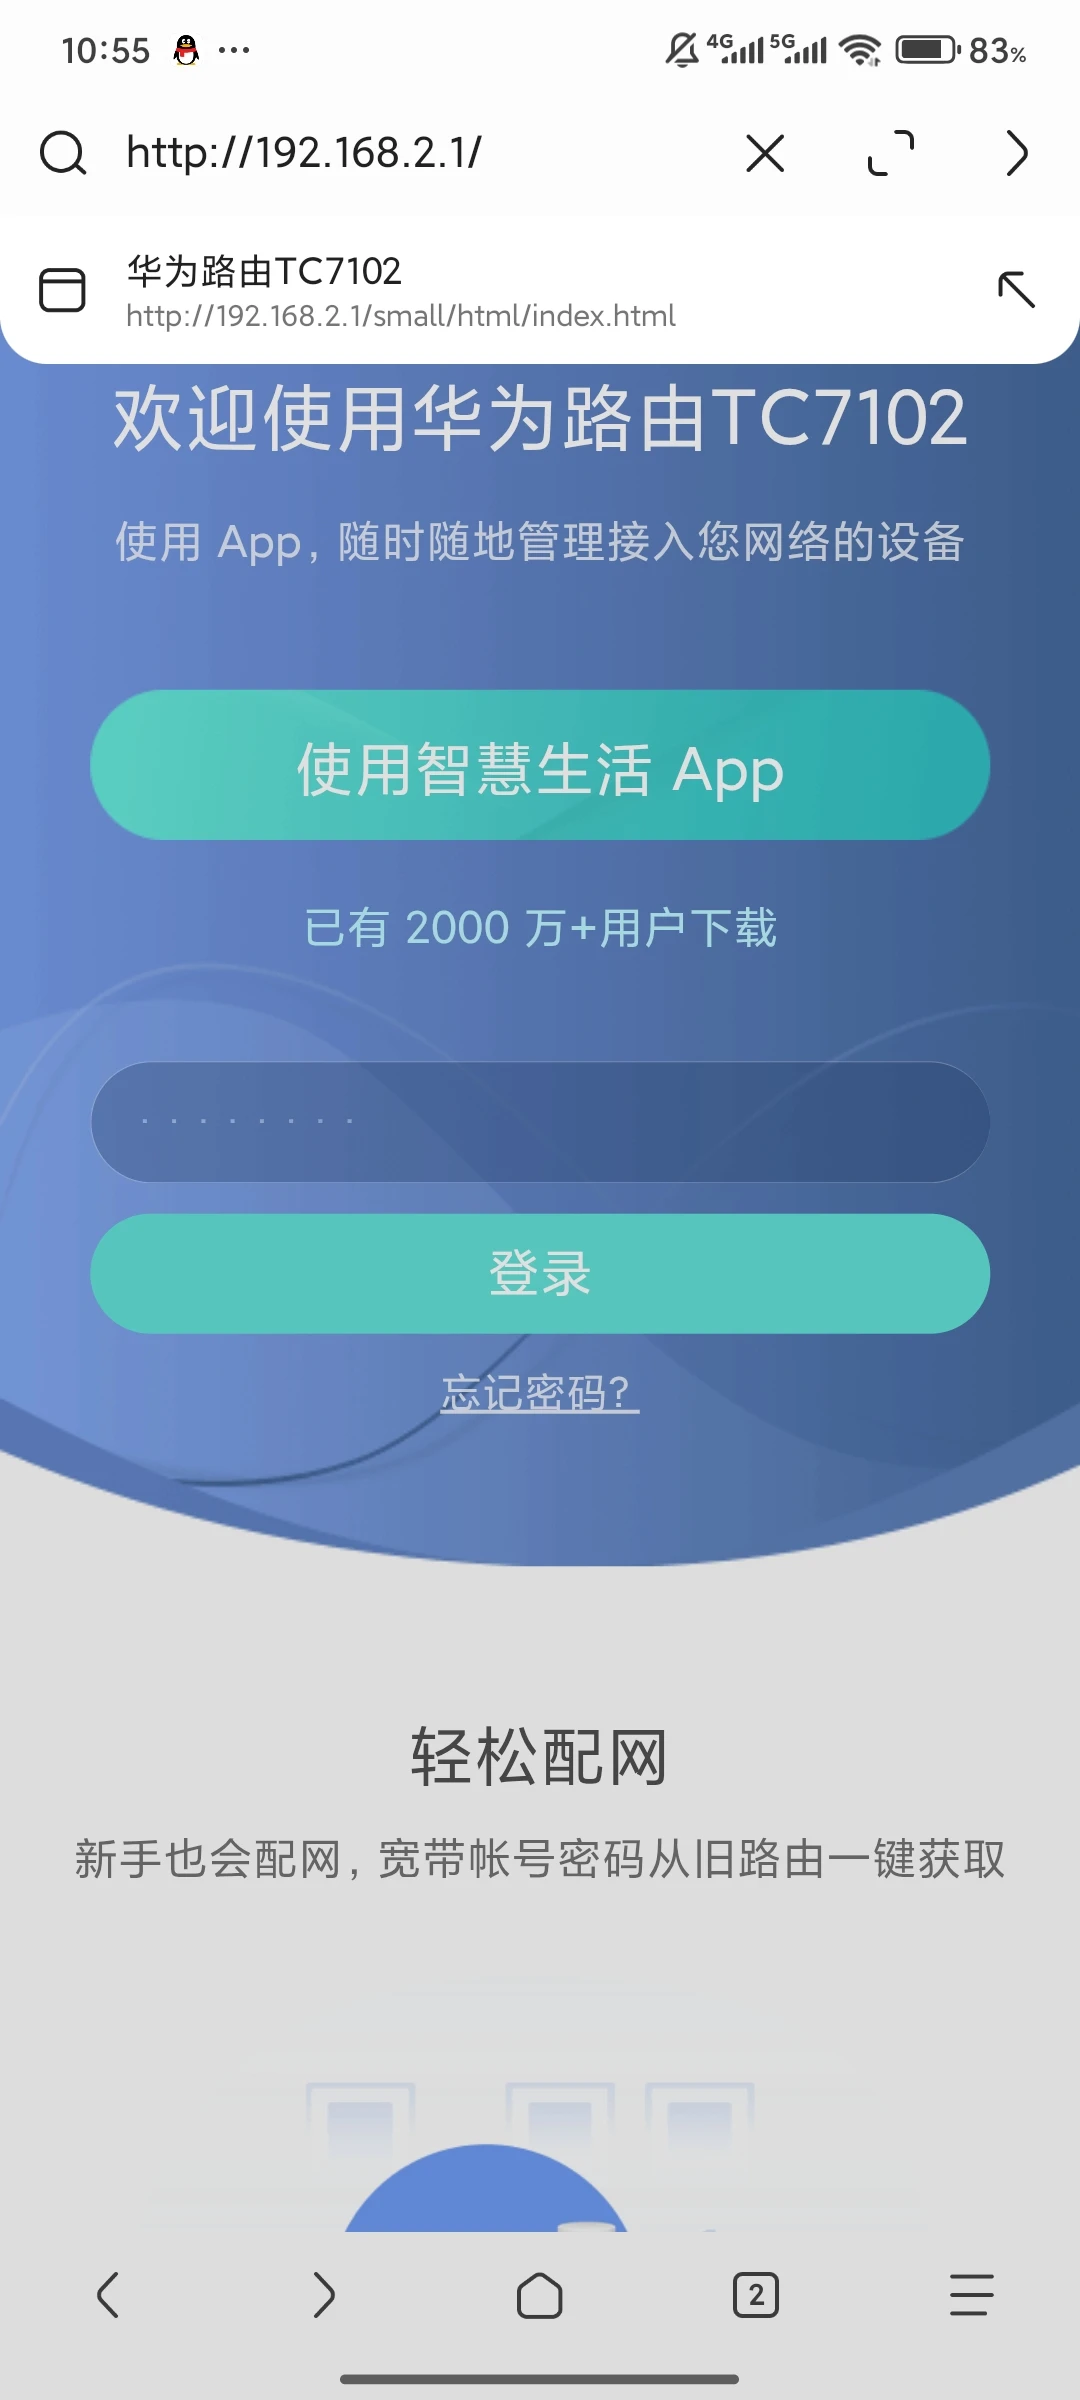 10:55 4G 5G 83%
http://192.168.2.1/
华为路由TC7102
http://192.168.2.1/small/html/index.html
欢迎使用华为路由TC7102
使用 App, 随时随地管理接入您网络的设备
使用智慧生活 App
已有 2000 万+用户下载
登录
忘记密码?
轻松配网
新手也会配网, 宽带帐号密码从旧路由一键获取
2